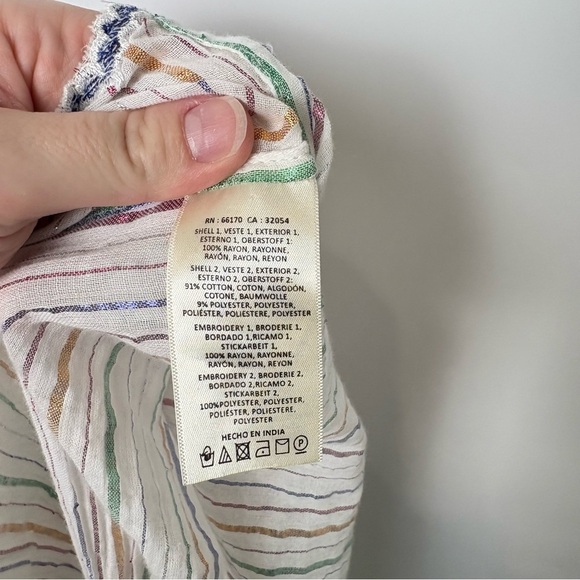 RN : 66170 CA : 32054
SHELL 1, VESTE 1, EXTERIOR 1,
ESTERNO 1, OBERSTOFF 1:
100% RAYON, RAYONNE,
RAYÓN, RAYON, REYON
SHELL 2, VESTE 2, EXTERIOR 2,
ESTERNO 2, OBERSTOFF 2:
91% COTTON, COTON, ALGODÓN,
COTONE, BAUMWOLLE
9% POLYESTER, POLYESTER,
POLIÉSTER, POLIESTERE, POLYESTER
EMBROIDERY 1, BRODERIE 1,
BORDADO 1,RICAMO 1,
STICKARBEIT 1,
100% RAYON, RAYONNE,
RAYÓN, RAYON, REYON
EMBROIDERY 2, BRODERIE 2,
BORDADO 2,RICAMO 2,
STICKARBEIT 2,
100%POLYESTER, POLYESTER,
POLIÉSTER, POLIESTERE,
POLYESTER
HECHO EN INDIA
P